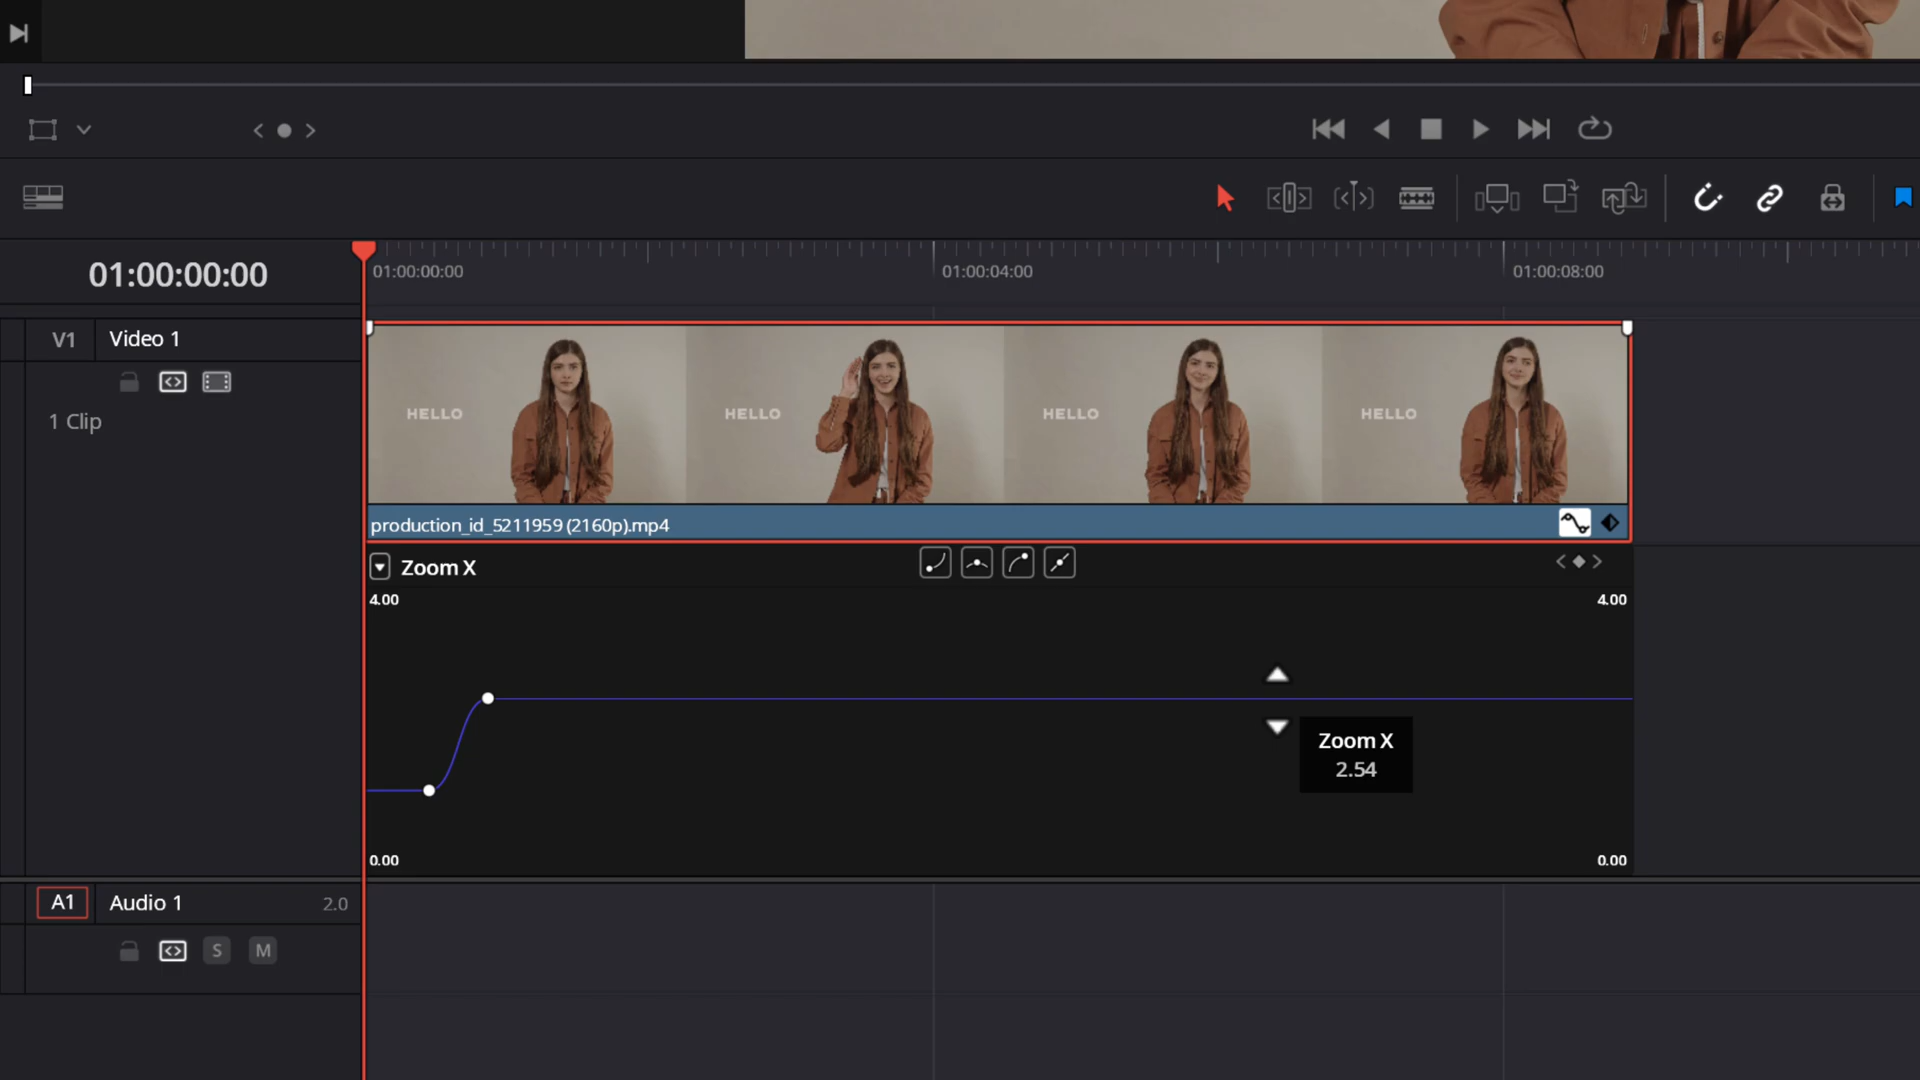 01:00:00:00
01:00:00:00
01:00:04:00
01:00:08:00
V1
Video 1
1 Clip
HELLO
HELLO
HELLO
HELLO
production_id_5211959 (2160p).mp4
Zoom X
4.00
4.00
Zoom X
2.54
0.00
0.00
A1
Audio 1
2.0
S
M